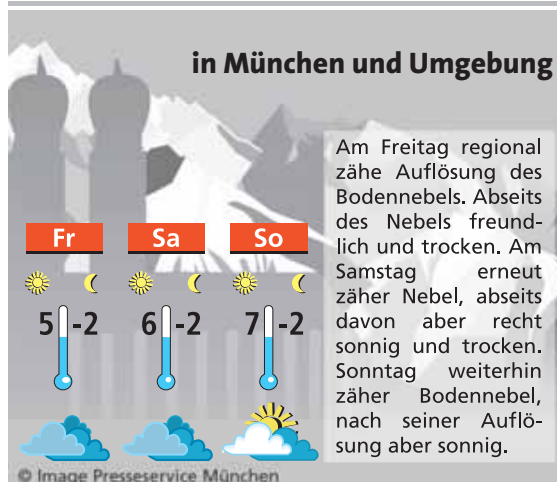 in München und Umgebung
Am Freitag regional
zähe Auflösung des
Bodennebels. Abseits
des Nebels freund-
lich und trocken. Am
Samstag erneut
zäher Nebel, abseits
davon aber recht
sonnig und trocken.
Sonntag weiterhin
zäher Bodennebel,
nach seiner Auflö-
sung aber sonnig.
Fr Sa So
5 -2 6 -2 7 -2
© Image Presseservice München